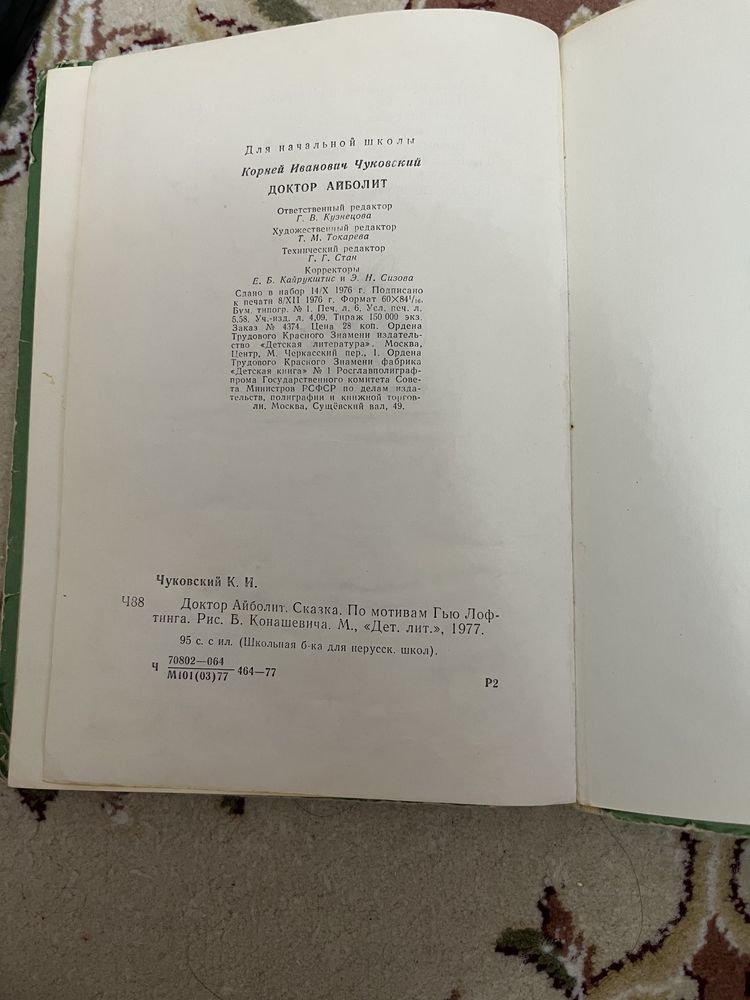 Для начальной школы
Корней Иванович Чуковский
ДОКТОР АЙБОЛИТ
Ответственный редактор
Г. В. Кузнецова
Художественный редактор
Т. М. Токарева
Технический редактор
Г. Г. Стан
Корректоры
Е. Б. Кайрукштис и Э. Н. Сизова
Сдано в набор 14/X 1976 г. Подписано
к печати 8/XII 1976 г. Формат 60×84¹/₁₆.
Бум. типогр. № 1. Печ. л. 6. Усл. печ. л.
5,58. Уч.-изд. л. 4,09. Тираж 150 000 экз.
Заказ № 4374. Цена 28 коп. Ордена
Трудового Красного Знамени издательство
«Детская литература». Москва,
Центр, М. Черкасский пер., 1. Ордена
Трудового Красного Знамени фабрика
«Детская книга» № 1 Росглавполиграф-
прома Государственного комитета Сове-
та Министров РСФСР по делам изда-
тельств, полиграфии и книжной торгов-
ли. Москва, Сущёвский вал, 49.
Чуковский К. И.
Ч88 Доктор Айболит. Сказка. По мотивам Гью Лоф-
тинга. Рис. В. Конашевича. М., «Дет. лит.», 1977.
95 с. с ил. (Школьная б-ка для нерусск. школ).
Ч 70802—064
М101(03)77 464—77
Р2